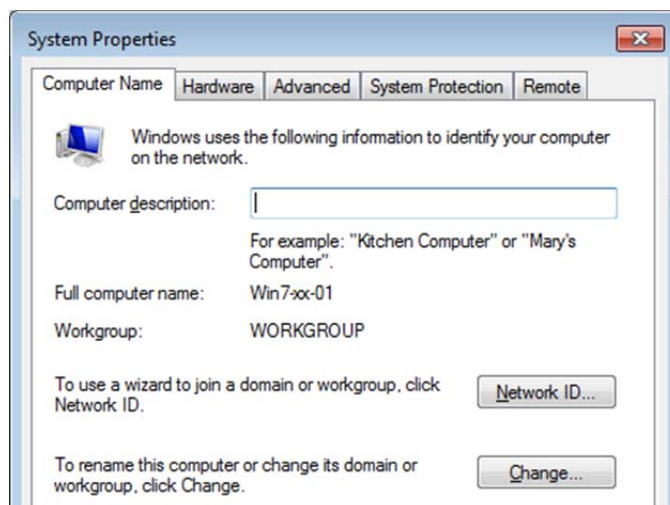 System Properties
Computer Name Hardware Advanced System Protection Remote
Windows uses the following information to identify your computer
on the network.
Computer description:
For example: "Kitchen Computer" or "Mary's
Computer".
Full computer name: Win7-xx-01
Workgroup: WORKGROUP
To use a wizard to join a domain or workgroup, click
Network ID.
Network ID...
To rename this computer or change its domain or
workgroup, click Change.
Change...